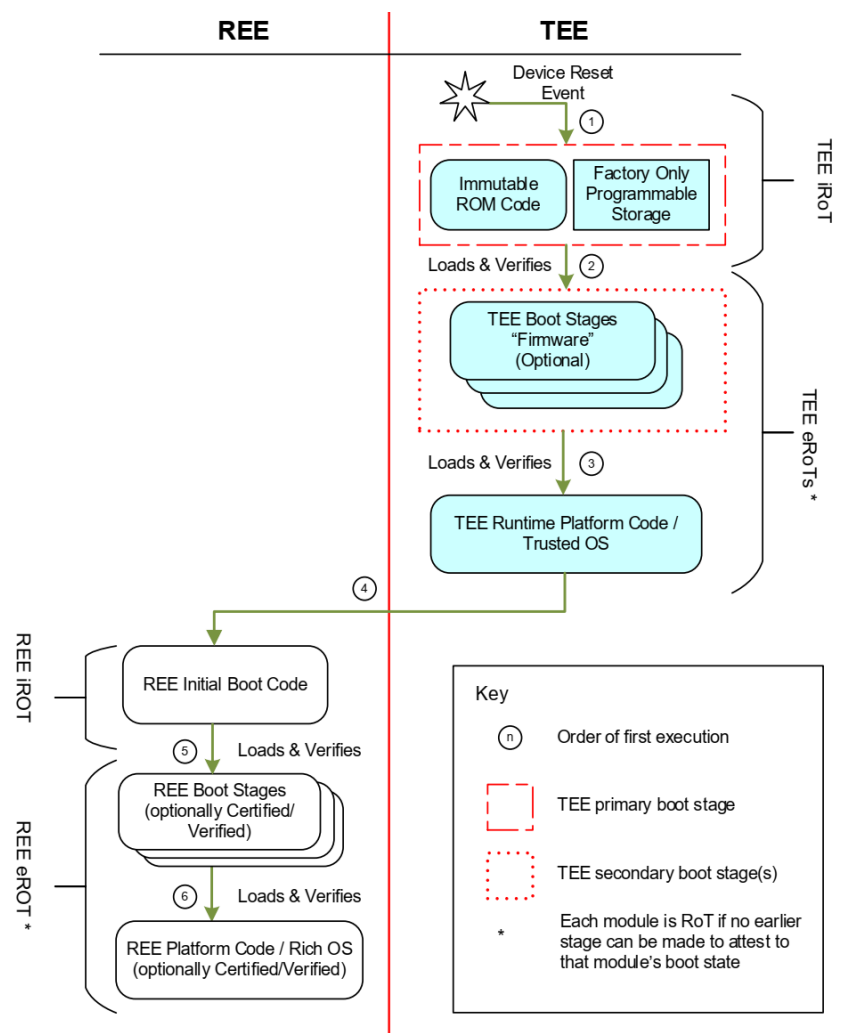 REE
TEE
Device Reset
Event
1
TEE iRoT
Immutable
ROM Code
Factory Only
Programmable
Storage
Loads & Verifies
2
TEE Boot Stages
“Firmware”
(Optional)
TEE eRoTs *
Loads & Verifies
3
TEE Runtime Platform Code /
Trusted OS
4
REE iROT
REE Initial Boot Code
5
Loads & Verifies
REE Boot Stages
(optionally Certified/
Verified)
REE eROT *
6
Loads & Verifies
REE Platform Code / Rich OS
(optionally Certified/Verified)
Key
n
Order of first execution
TEE primary boot stage
TEE secondary boot stage(s)
*
Each module is RoT if no earlier
stage can be made to attest to
that module’s boot state